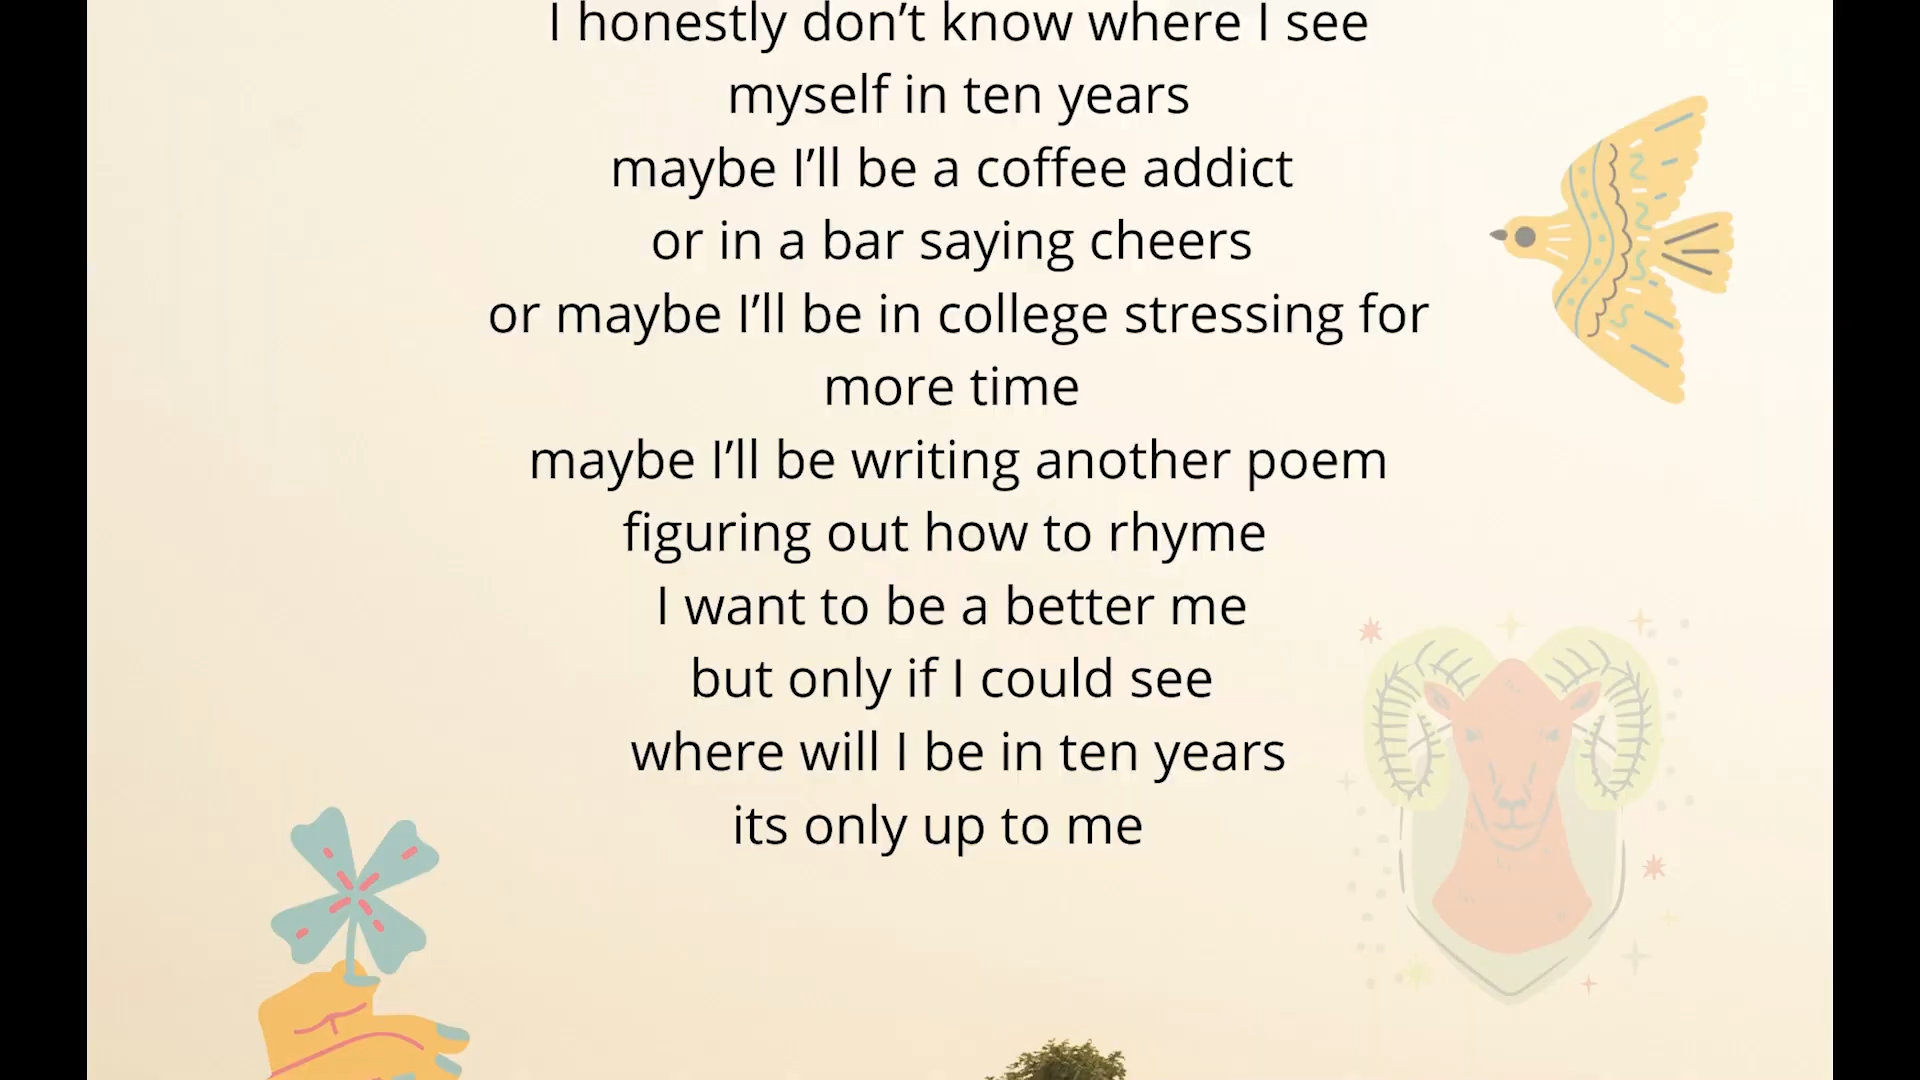 I honestly don’t know where I see
myself in ten years
maybe I’ll be a coffee addict
or in a bar saying cheers
or maybe I’ll be in college stressing for
more time
maybe I’ll be writing another poem
figuring out how to rhyme
I want to be a better me
but only if I could see
where will I be in ten years
its only up to me